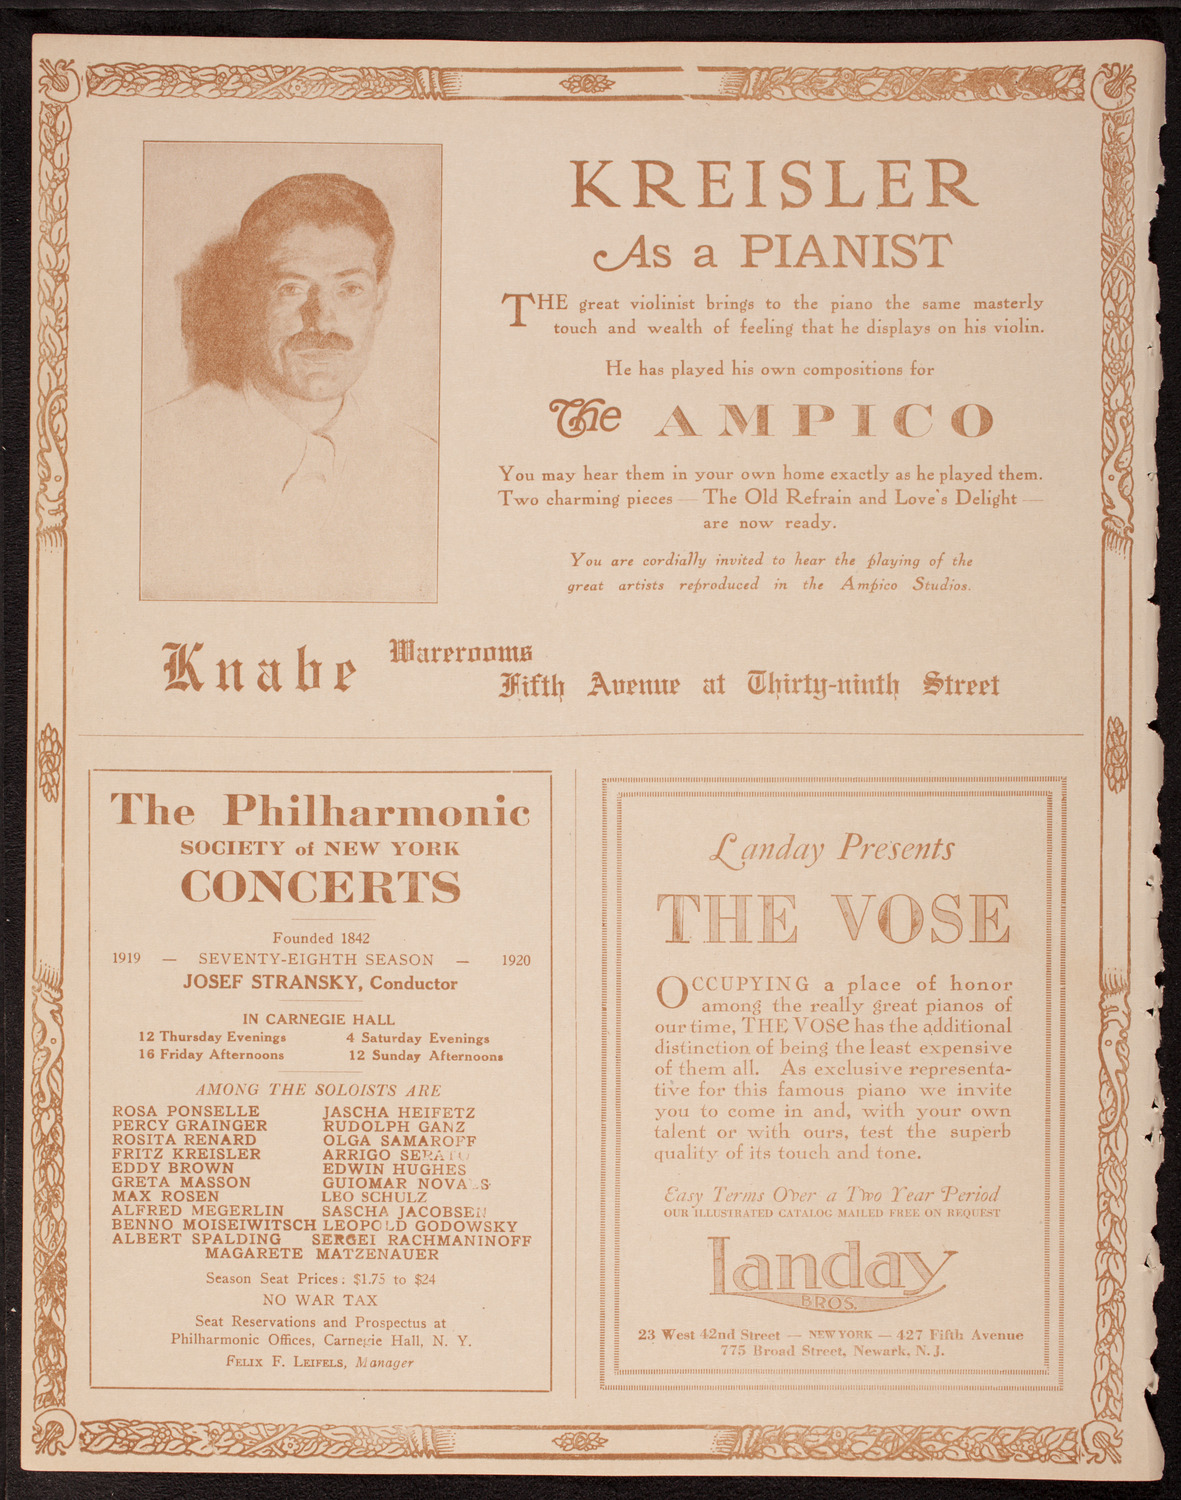 KREISLER
As a PIANIST
THE great violinist brings to the piano the same masterly
touch and wealth of feeling that he displays on his violin.
He has played his own compositions for
The AMPICO
You may hear them in your own home exactly as he played them.
Two charming pieces — The Old Refrain and Love's Delight —
are now ready.
You are cordially invited to hear the playing of the
great artists reproduced in the Ampico Studios.
Knabe Warerooms
Fifth Avenue at Thirty-ninth Street
The Philharmonic
SOCIETY of NEW YORK
CONCERTS
Founded 1842
1919 — SEVENTY-EIGHTH SEASON — 1920
JOSEF STRANSKY, Conductor
IN CARNEGIE HALL
12 Thursday Evenings 4 Saturday Evenings
16 Friday Afternoons 12 Sunday Afternoons
AMONG THE SOLOISTS ARE
ROSA PONSELLE JASCHA HEIFETZ
PERCY GRAINGER RUDOLPH GANZ
ROSITA RENARD OLGA SAMAROFF
FRITZ KREISLER ARRIGO SERATO
EDDY BROWN EDWIN HUGHES
GRETA MASSON GUIOMAR NOVAES
MAX ROSEN LEO SCHULZ
ALFRED MEGERLIN SASCHA JACOBSEN
BENNO MOISEIWITSCH LEOPOLD GODOWSKY
ALBERT SPALDING SERGEI RACHMANINOFF
MAGARETE MATZENAUER
Season Seat Prices: $1.75 to $24
NO WAR TAX
Seat Reservations and Prospectus at
Philharmonic Offices, Carnegie Hall, N. Y.
FELIX F. LEIFELS, Manager
Landay Presents
THE VOSE
OCCUPYING a place of honor
among the really great pianos of
our time, THE VOSe has the additional
distinction of being the least expensive
of them all. As exclusive representa-
tive for this famous piano we invite
you to come in and, with your own
talent or with ours, test the superb
quality of its touch and tone.
Easy Terms Over a Two Year Period
OUR ILLUSTRATED CATALOG MAILED FREE ON REQUEST
landay
BROS.
23 West 42nd Street — NEW YORK — 427 Fifth Avenue
775 Broad Street, Newark, N. J.